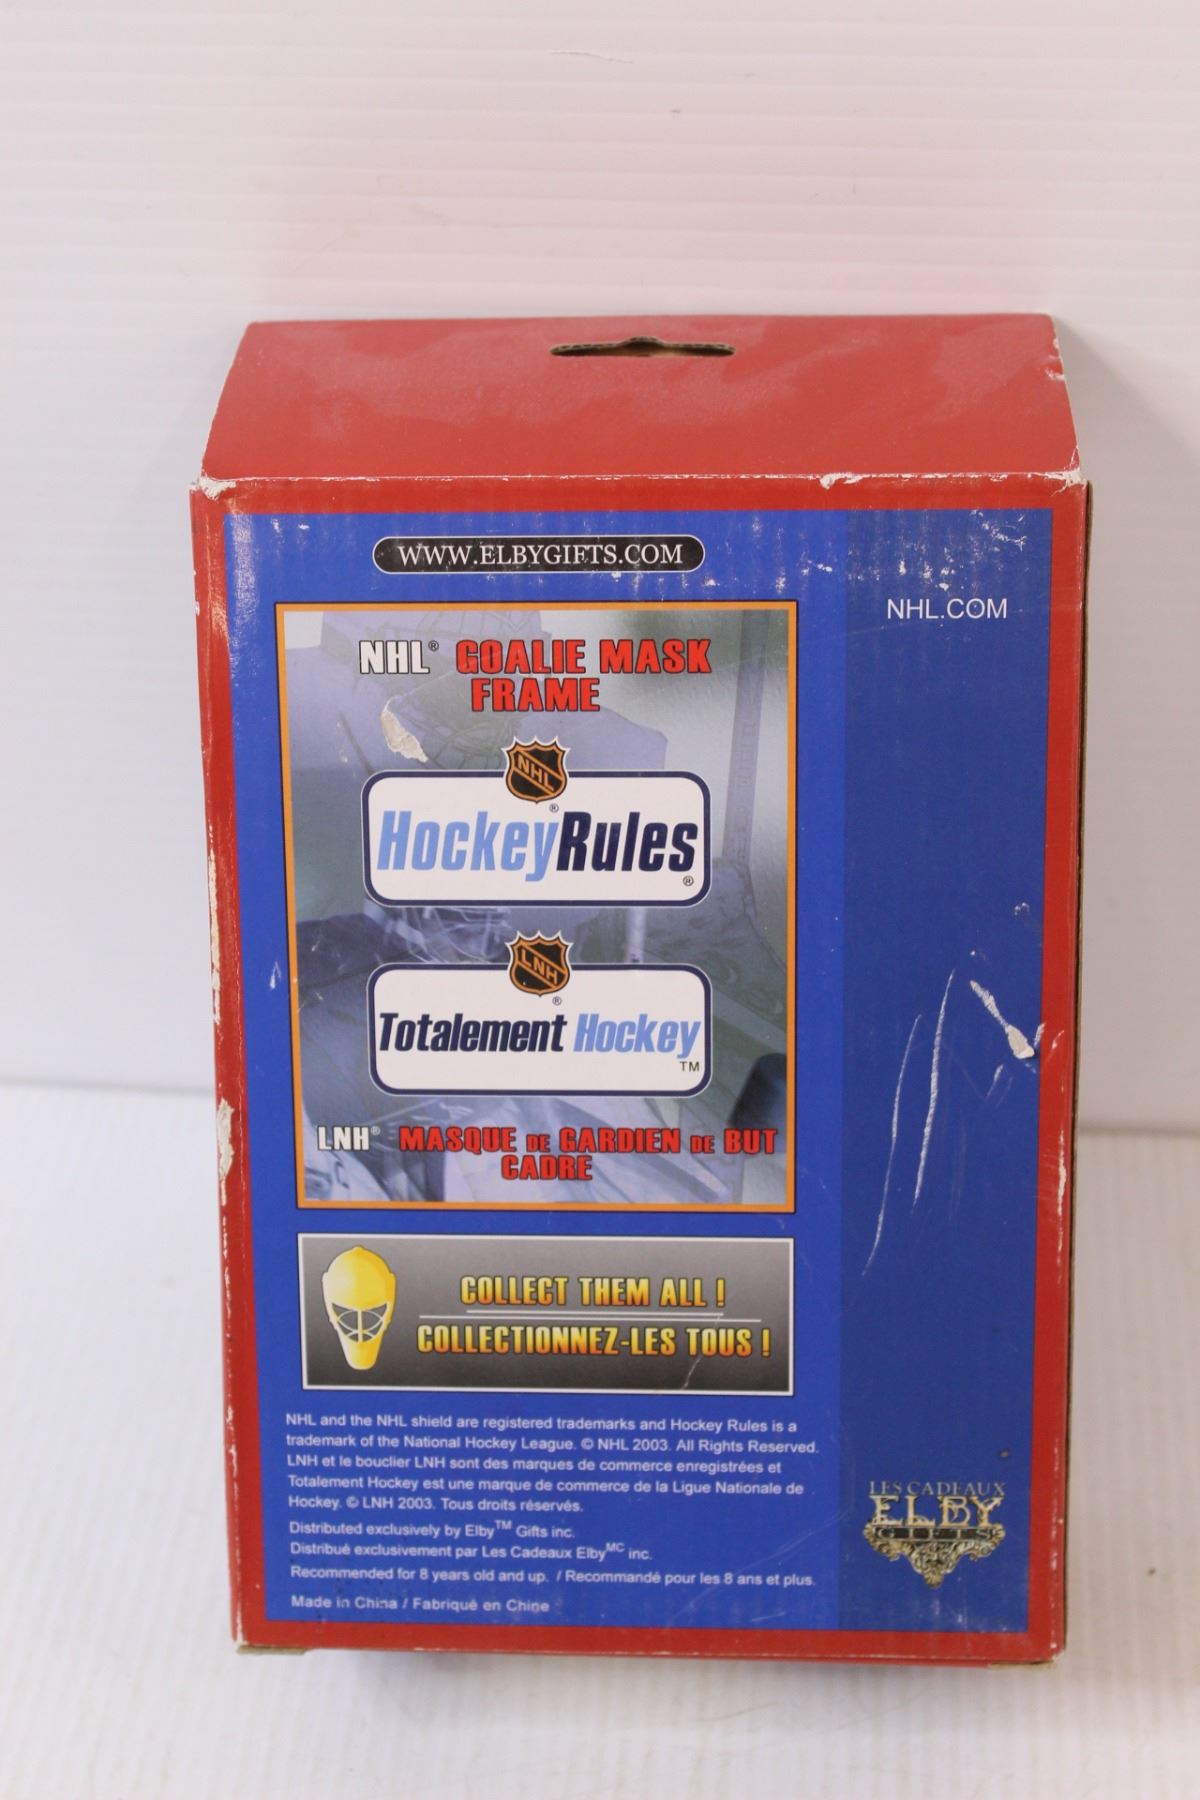 WWW.ELBYGIFTS.COM
NHL.COM
NHL® GOALIE MASK
FRAME
NHL
®
HockeyRules
®
LNH
®
Totalement Hockey
TM
LNH® MASQUE DE GARDIEN DE BUT
CADRE
COLLECT THEM ALL !
COLLECTIONNEZ-LES TOUS !
NHL and the NHL shield are registered trademarks and Hockey Rules is a
trademark of the National Hockey League. © NHL 2003. All Rights Reserved.
LNH et le bouclier LNH sont des marques de commerce enregistrées et
Totalement Hockey est une marque de commerce de la Ligue Nationale de
Hockey. © LNH 2003. Tous droits réservés.
Distributed exclusively by Elby™ Gifts inc.
Distribué exclusivement par Les Cadeaux Elby MC inc.
Recommended for 8 years old and up. / Recommandé pour les 8 ans et plus.
Made in China / Fabriqué en Chine
LES CADEAUX
ELBY
GIFTS